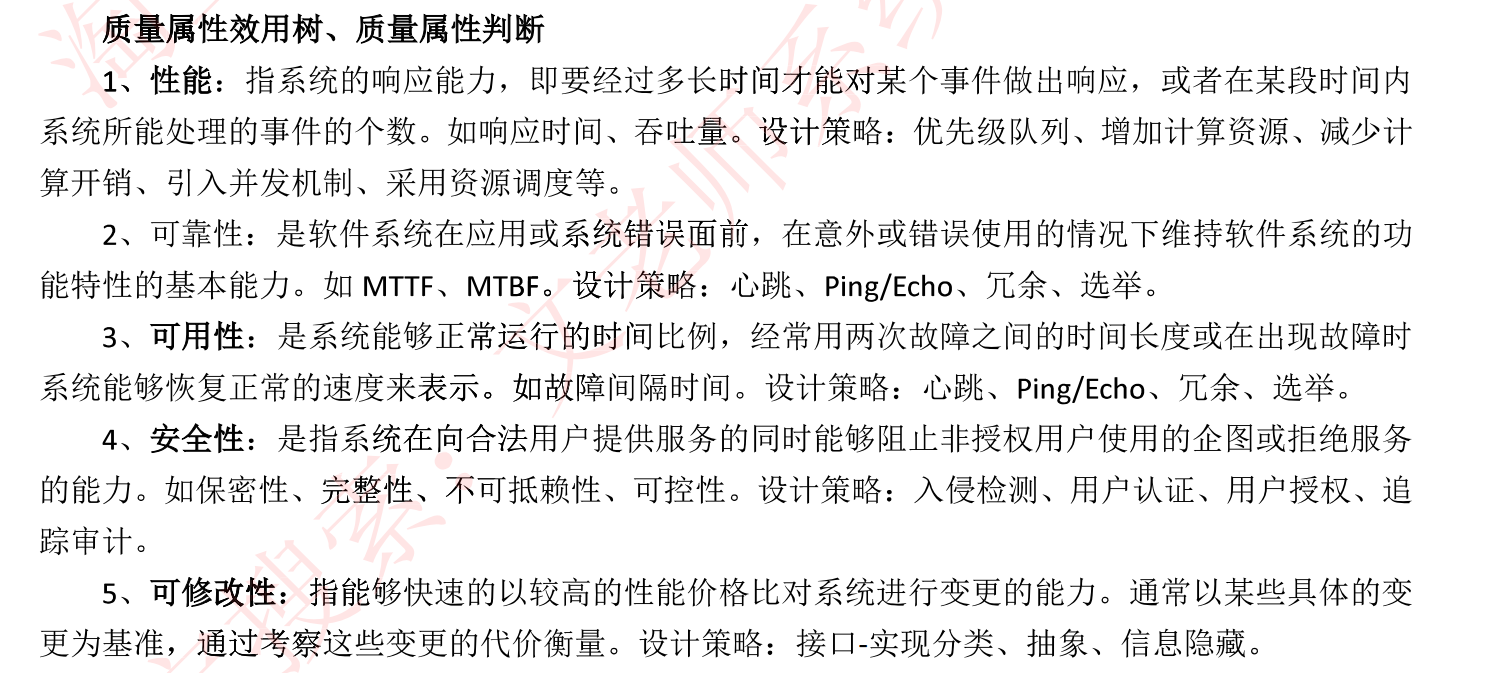 质量属性效用树、质量属性判断
1、性能：指系统的响应能力，即要经过多长时间才能对某个事件做出响应，或者在某段时间内
系统所能处理的事件的个数。如响应时间、吞吐量。设计策略：优先级队列、增加计算资源、减少计
算开销、引入并发机制、采用资源调度等。
2、可靠性：是软件系统在应用或系统错误面前，在意外或错误使用的情况下维持软件系统的功
能特性的基本能力。如 MTTF、MTBF。设计策略：心跳、Ping/Echo、冗余、选举。
3、可用性：是系统能够正常运行的时间比例，经常用两次故障之间的时间长度或在出现故障时
系统能够恢复正常的速度来表示。如故障间隔时间。设计策略：心跳、Ping/Echo、冗余、选举。
4、安全性：是指系统在向合法用户提供服务的同时能够阻止非授权用户使用的企图或拒绝服务
的能力。如保密性、完整性、不可抵赖性、可控性。设计策略：入侵检测、用户认证、用户授权、追
踪审计。
5、可修改性：指能够快速的以较高的性能价格比对系统进行变更的能力。通常以某些具体的变
更为基准，通过考察这些变更的代价衡量。设计策略：接口-实现分类、抽象、信息隐藏。
搜索：文老师系